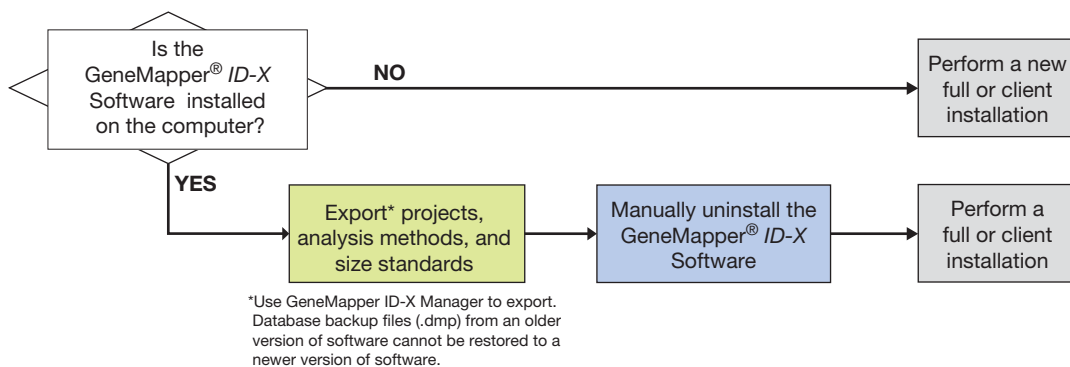 Is the
GeneMapper® ID-X
Software installed
on the computer?
NO
Perform a new
full or client
installation
YES
Export* projects,
analysis methods, and
size standards
Manually uninstall the
GeneMapper® ID-X
Software
Perform a
full or client
installation
*Use GeneMapper ID-X Manager to export.
Database backup files (.dmp) from an older
version of software cannot be restored to a
newer version of software.